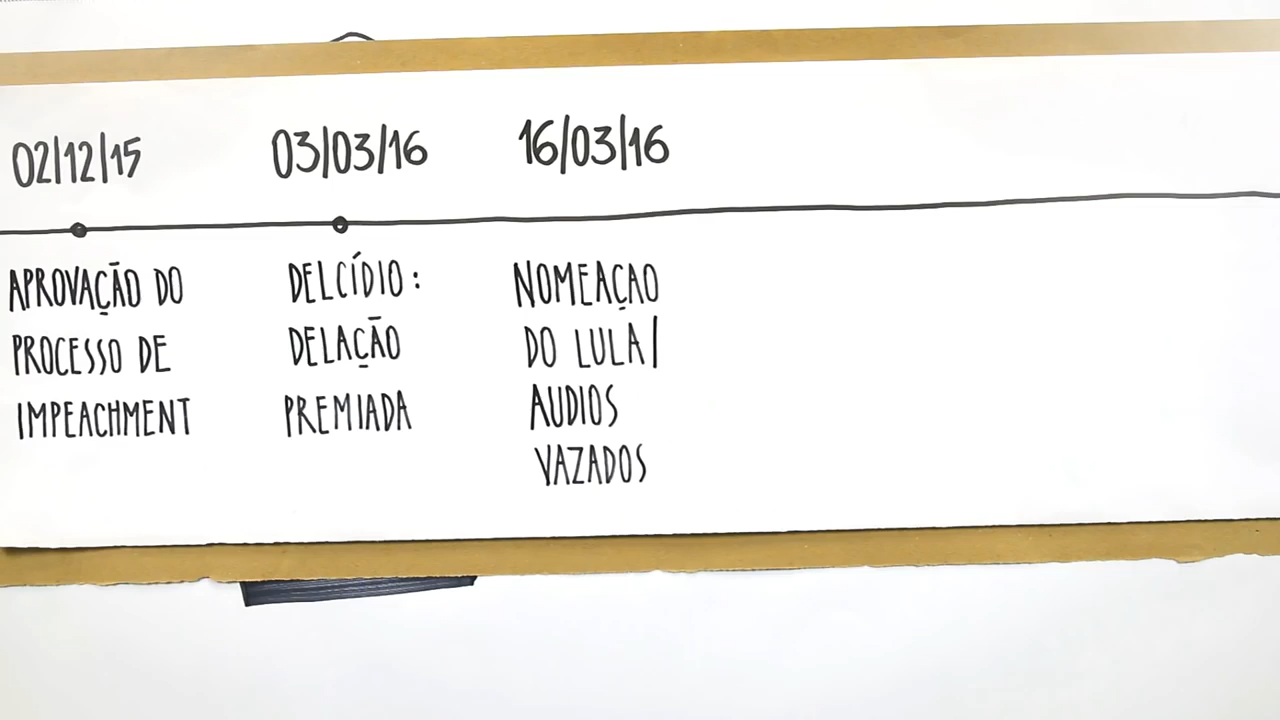 02/12/15
APROVAÇÃO DO
PROCESSO DE
IMPEACHMENT
03/03/16
DELCÍDIO:
DELAÇÃO
PREMIADA
16/03/16
NOMEAÇAO
DO LULA/
AUDIOS
VAZADOS